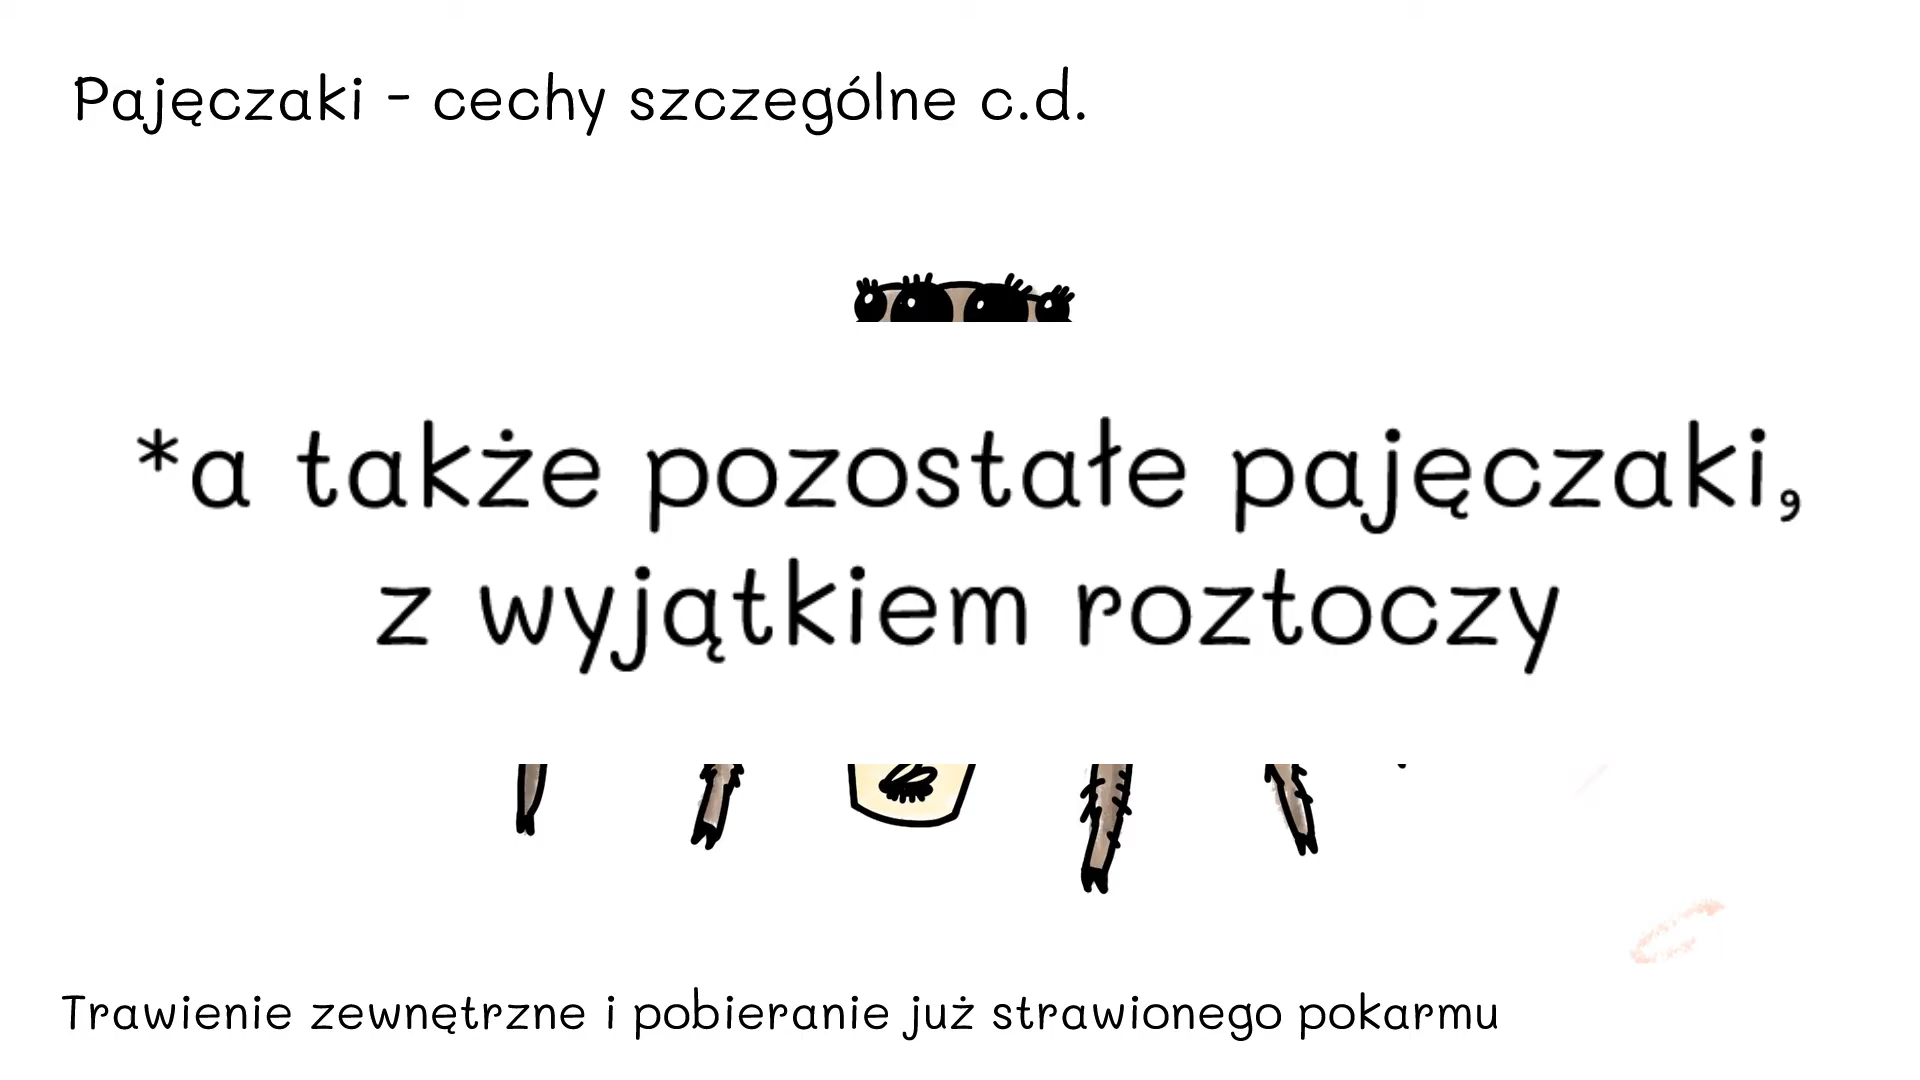 Pajęczaki - cechy szczególne c.d.
*a także pozostałe pajęczaki,
z wyjątkiem roztoczy
Trawienie zewnętrzne i pobieranie już strawionego pokarmu